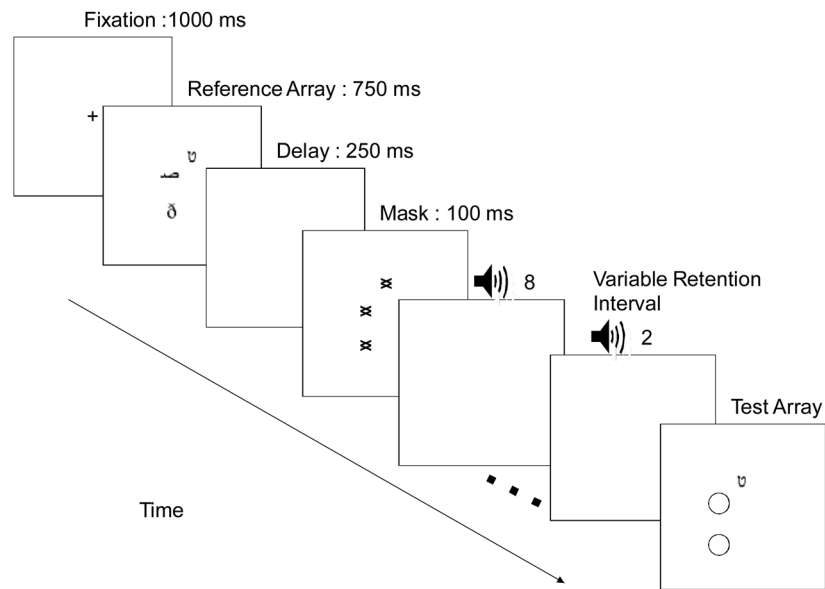 Fixation :1000 ms
+
Reference Array : 750 ms
ט
ـصـ
ð
Delay : 250 ms
Mask : 100 ms
8
Variable Retention
Interval
2
Test Array
ט
Time